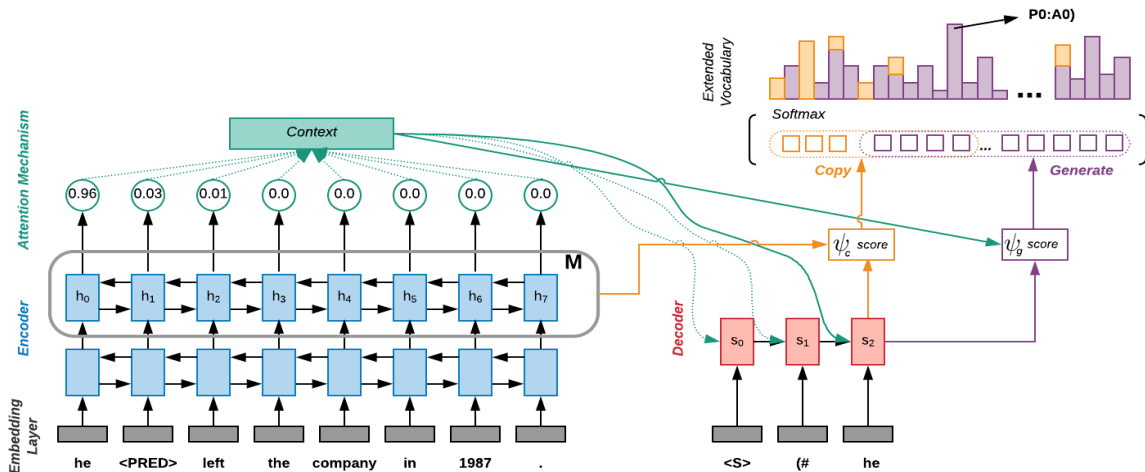 P0:A0)
Extended
Vocabulary
...
Softmax
...
Copy
Generate
Context
Attention Mechanism
0.96 0.03 0.01 0.0 0.0 0.0 0.0 0.0
ψc score
ψg score
M
Encoder
h0 h1 h2 h3 h4 h5 h6 h7
Decoder
s0 s1 s2
Embedding
Layer
he <PRED> left the company in 1987 .
<S> (# he